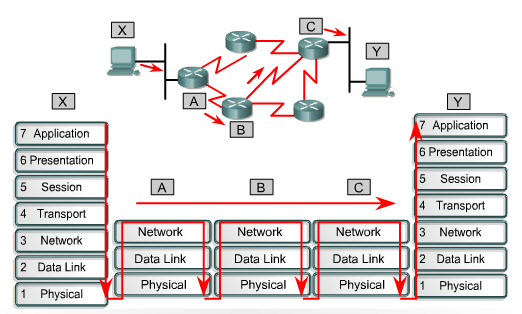 X
C
Y
A
B
X
Y
7 Application
6 Presentation
5 Session
4 Transport
3 Network
2 Data Link
1 Physical
A
B
C
Network
Data Link
Physical
Network
Data Link
Physical
Network
Data Link
Physical
7 Application
6 Presentation
5 Session
4 Transport
3 Network
2 Data Link
1 Physical